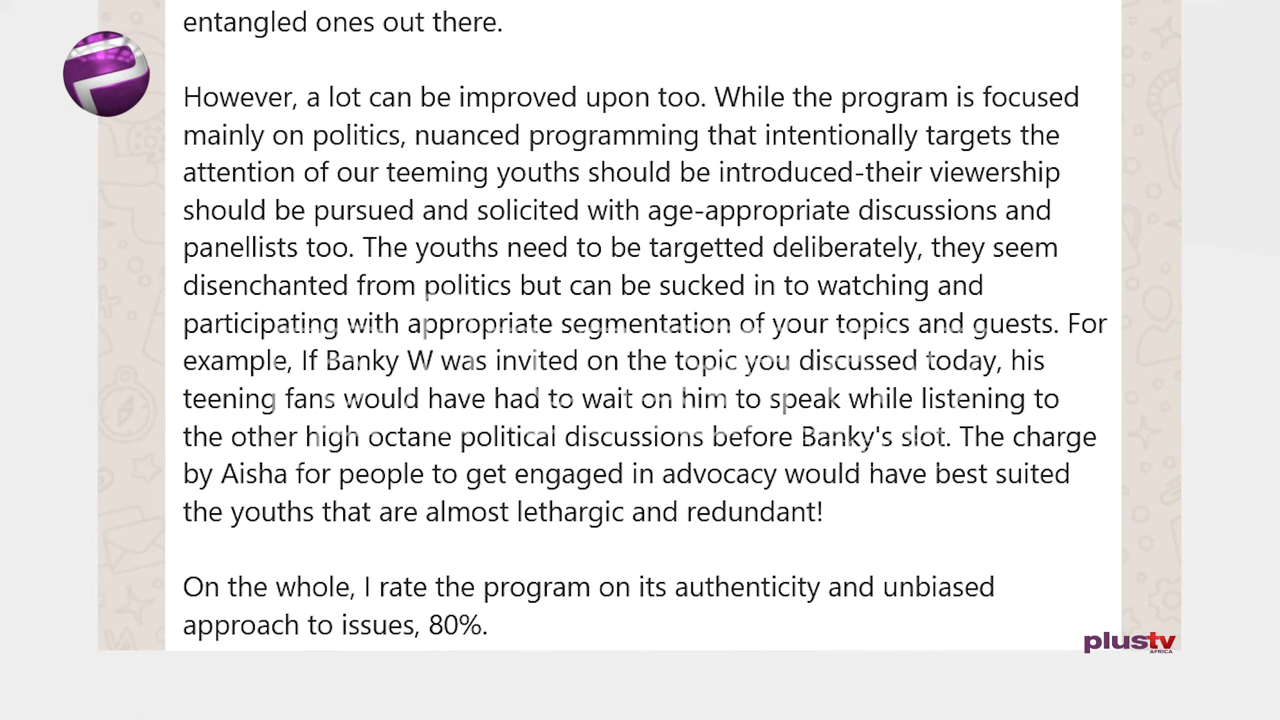 entangled ones out there.
However, a lot can be improved upon too. While the program is focused
mainly on politics, nuanced programming that intentionally targets the
attention of our teeming youths should be introduced-their viewership
should be pursued and solicited with age-appropriate discussions and
panellists too. The youths need to be targetted deliberately, they seem
disenchanted from politics but can be sucked in to watching and
participating with appropriate segmentation of your topics and guests. For
example, If Banky W was invited on the topic you discussed today, his
teening fans would have had to wait on him to speak while listening to
the other high octane political discussions before Banky's slot. The charge
by Aisha for people to get engaged in advocacy would have best suited
the youths that are almost lethargic and redundant!
On the whole, I rate the program on its authenticity and unbiased
approach to issues, 80%.
plustv
AFRICA